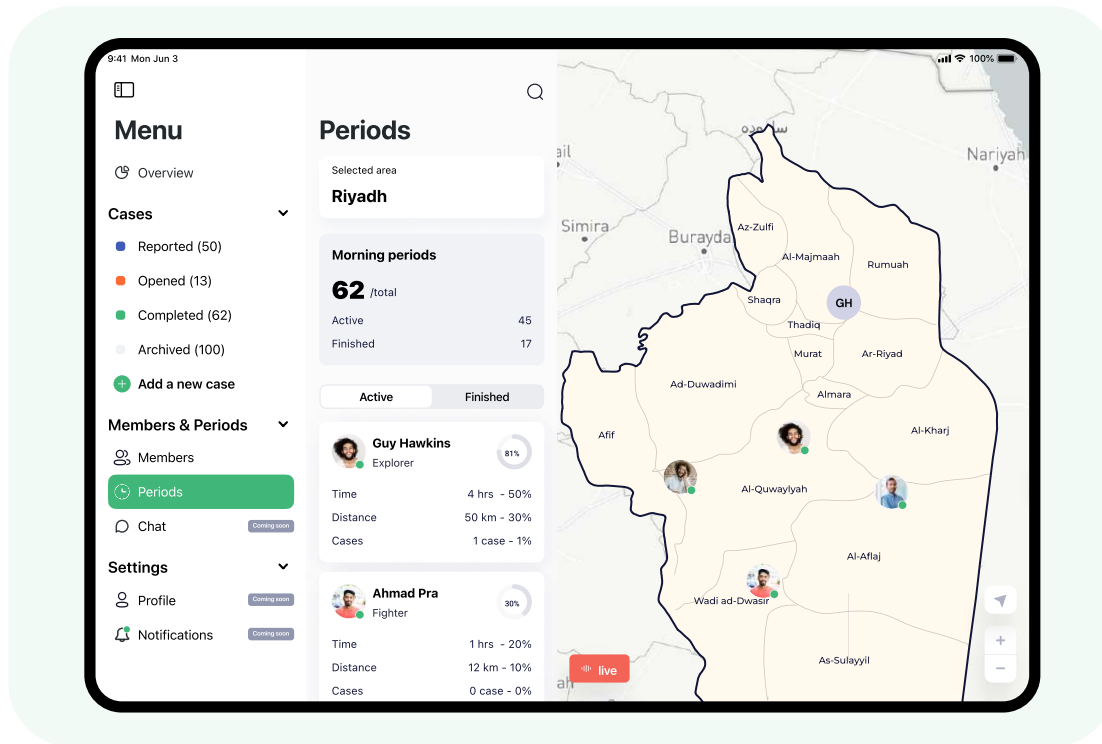 9:41 Mon Jun 3
100%
Menu
Overview
Cases
Reported (50)
Opened (13)
Completed (62)
Archived (100)
Add a new case
Members & Periods
Members
Periods
Chat
Coming soon
Settings
Profile
Coming soon
Notifications
Coming soon
Periods
Selected area
Riyadh
Morning periods
62 /total
Active 45
Finished 17
Active Finished
Guy Hawkins
Explorer
81%
Time 4 hrs - 50%
Distance 50 km - 30%
Cases 1 case - 1%
Ahmad Pra
Fighter
30%
Time 1 hrs - 20%
Distance 12 km - 10%
Cases 0 case - 0%
ail
Nariyah
Simira
Burayda
Az-Zulfi
Al-Majmaah
Rumuah
Shaqra
GH
Thadiq
Murat
Ar-Riyad
Ad-Duwadimi
Almara
Afif
Al-Kharj
Al-Quwaylyah
Al-Aflaj
Wadi ad-Dwasir
As-Sulayyil
live
ah
+
−